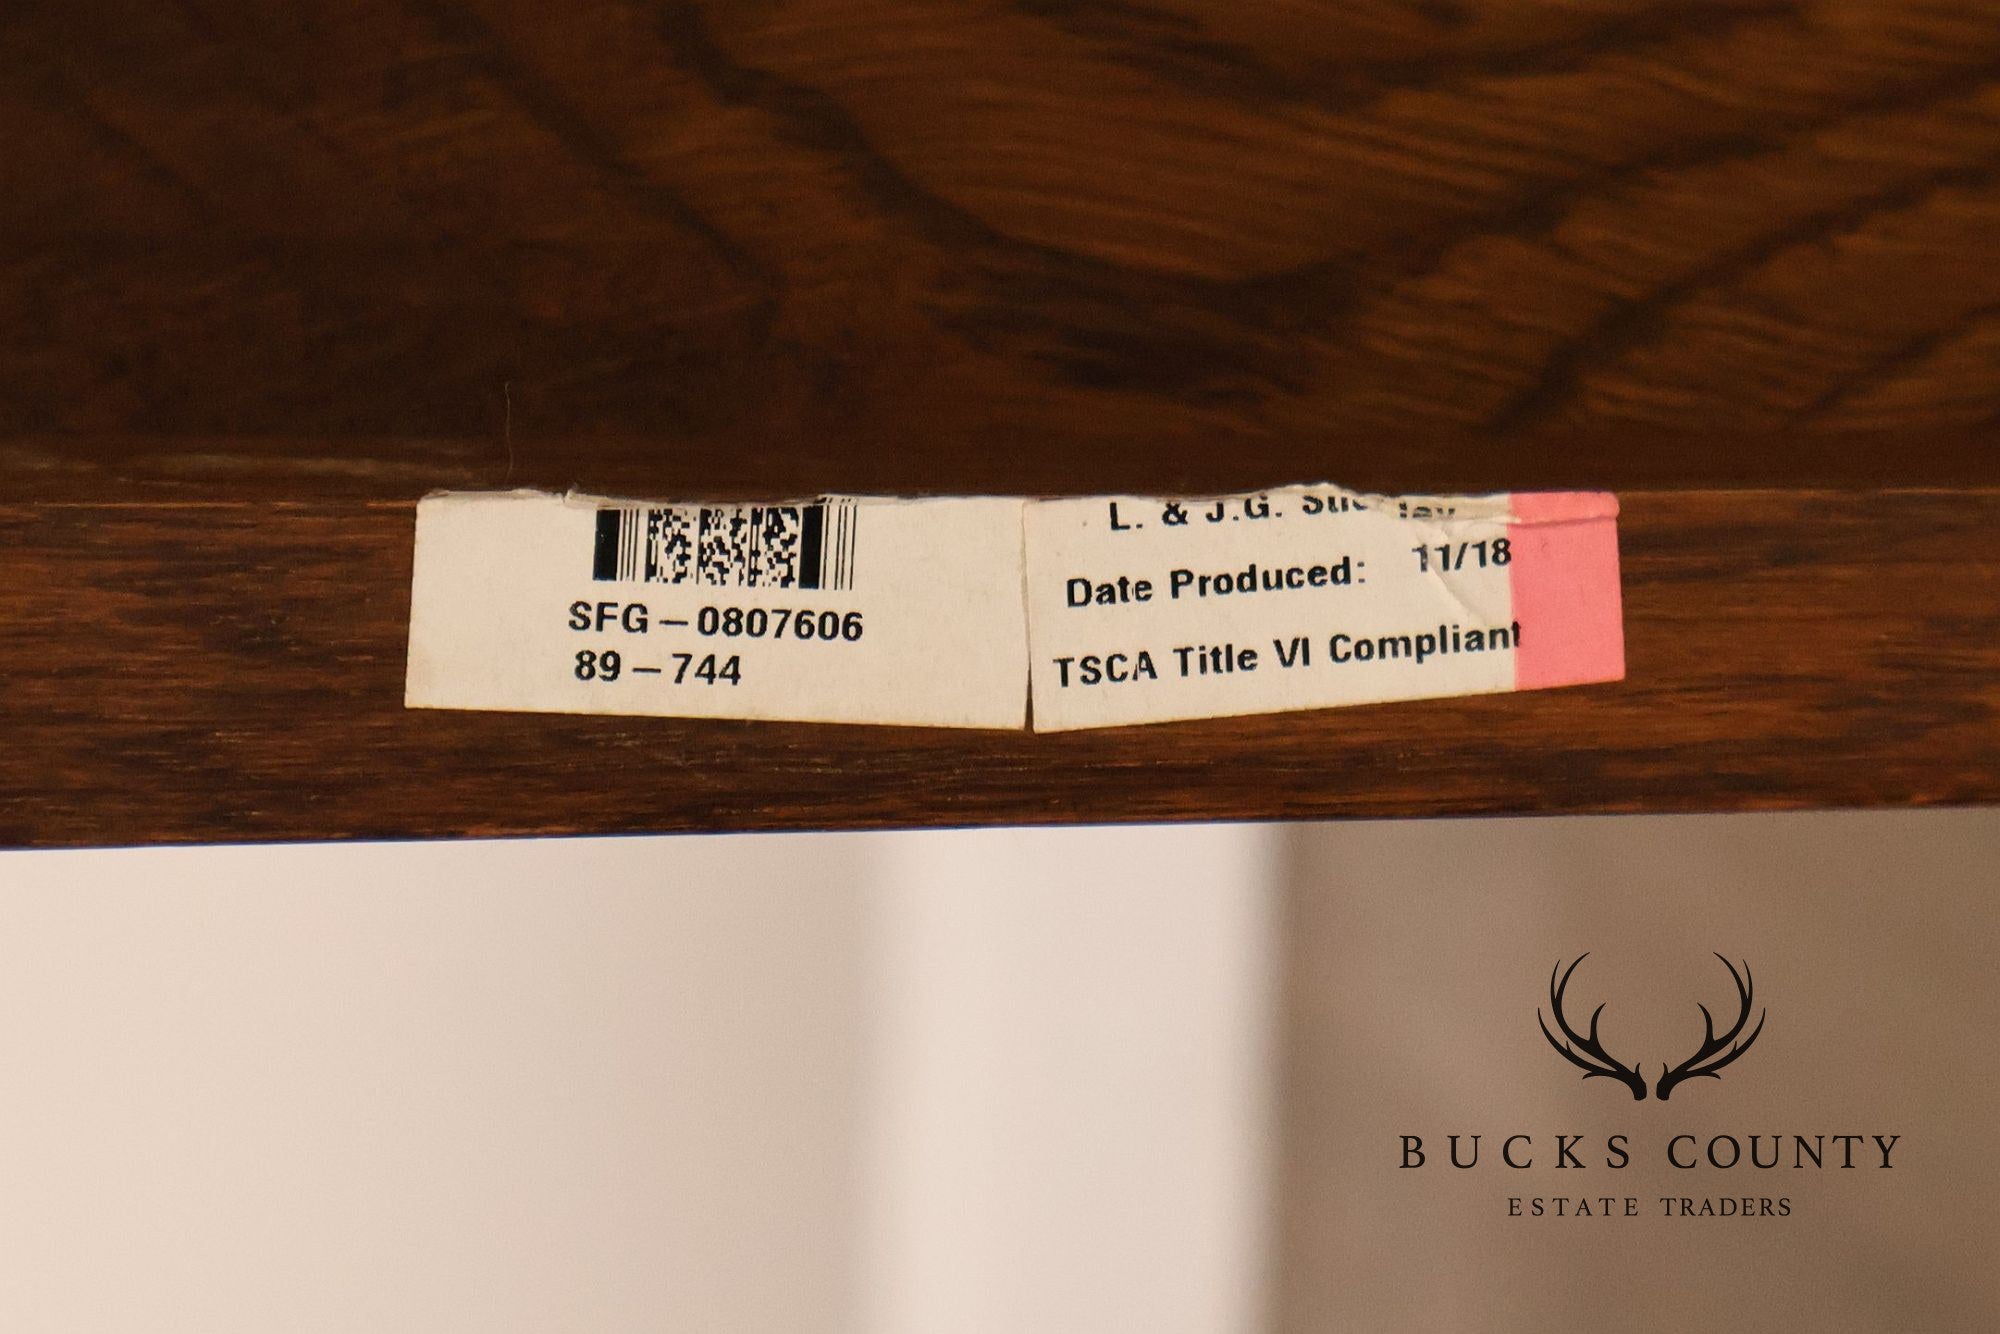 SFG-0807606
89-744
L. & J.G.
Date Produced: 11/18
TSCA Title VI Compliant
BUCKS COUNTY
ESTATE TRADERS